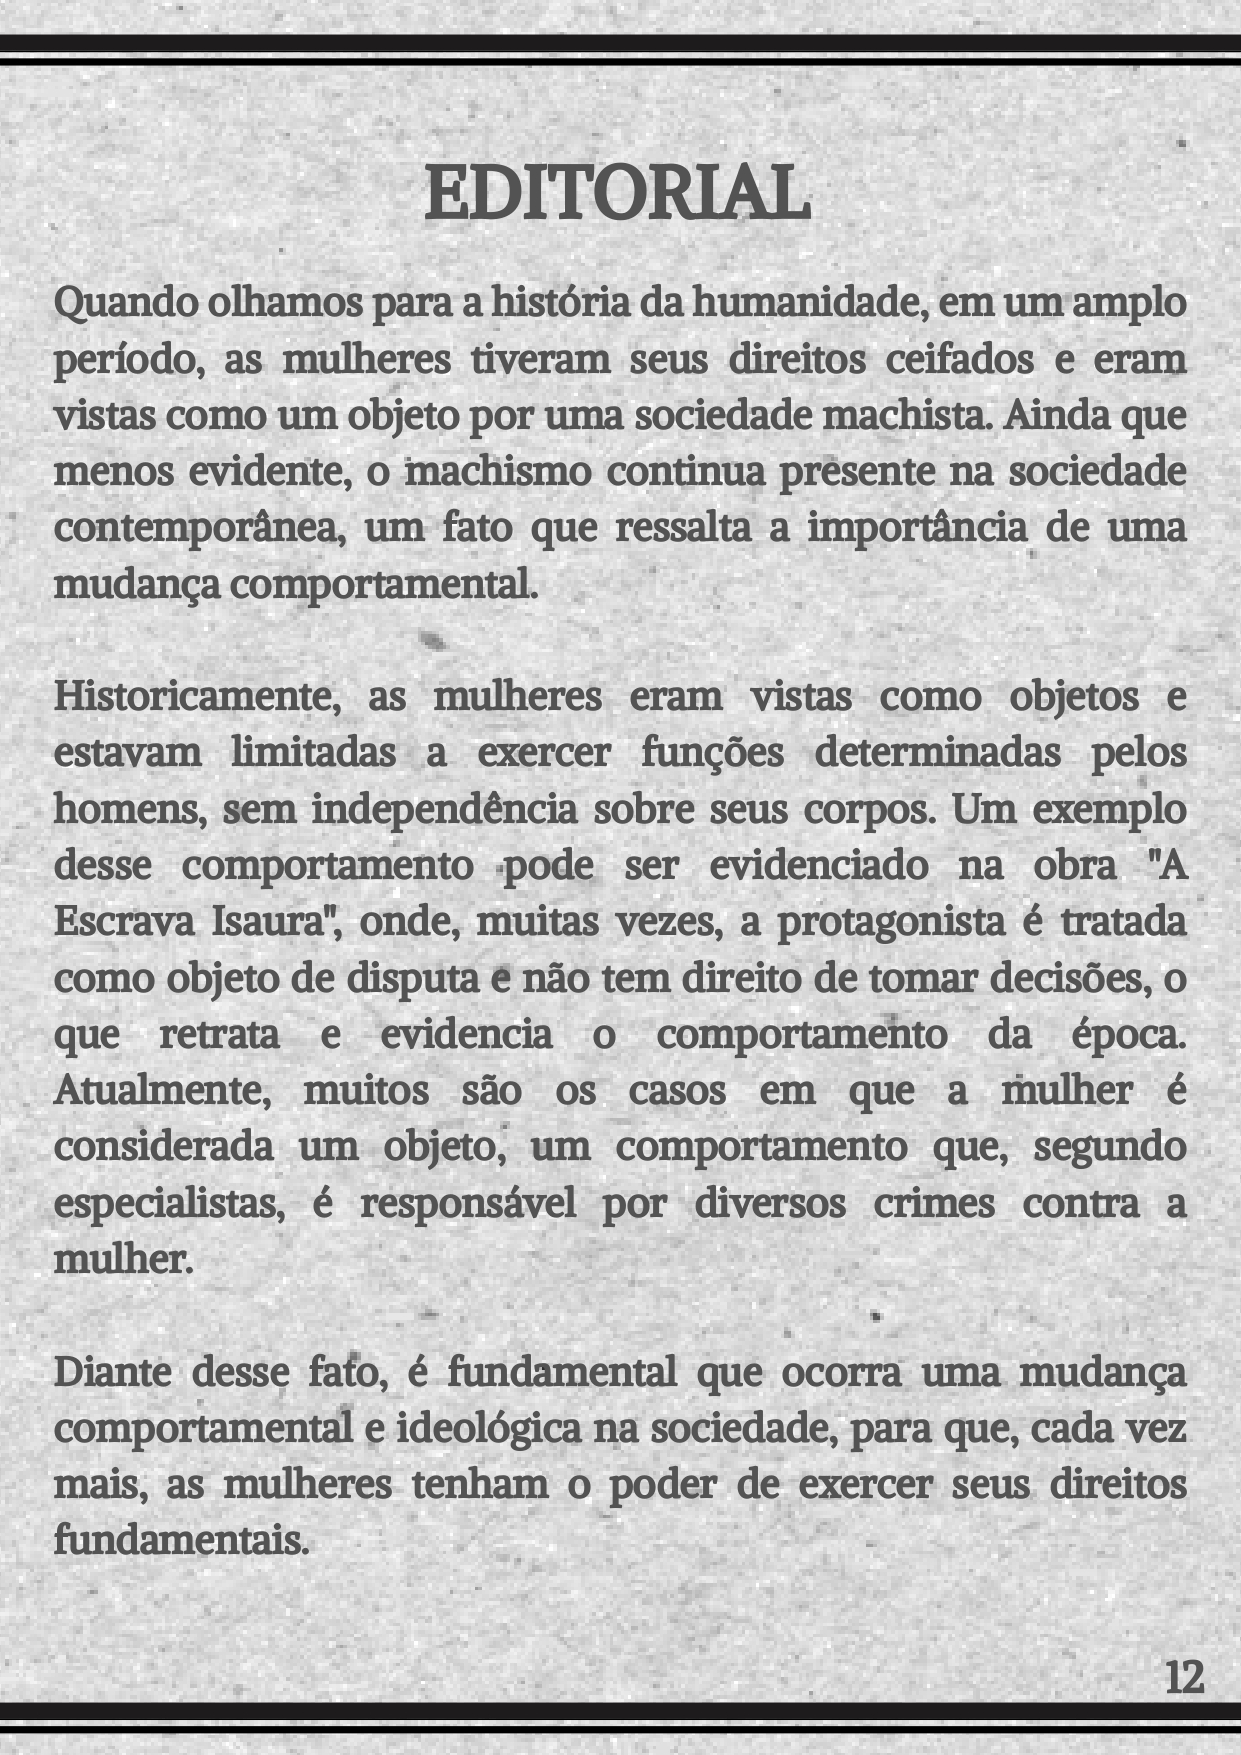 EDITORIAL
Quando olhamos para a história da humanidade, em um amplo
período, as mulheres tiveram seus direitos ceifados e eram
vistas como um objeto por uma sociedade machista. Ainda que
menos evidente, o machismo continua presente na sociedade
contemporânea, um fato que ressalta a importância de uma
mudança comportamental.
Historicamente, as mulheres eram vistas como objetos e
estavam limitadas a exercer funções determinadas pelos
homens, sem independência sobre seus corpos. Um exemplo
desse comportamento pode ser evidenciado na obra "A
Escrava Isaura", onde, muitas vezes, a protagonista é tratada
como objeto de disputa e não tem direito de tomar decisões, o
que retrata e evidencia o comportamento da época.
Atualmente, muitos são os casos em que a mulher é
considerada um objeto, um comportamento que, segundo
especialistas, é responsável por diversos crimes contra a
mulher.
Diante desse fato, é fundamental que ocorra uma mudança
comportamental e ideológica na sociedade, para que, cada vez
mais, as mulheres tenham o poder de exercer seus direitos
fundamentais.
12